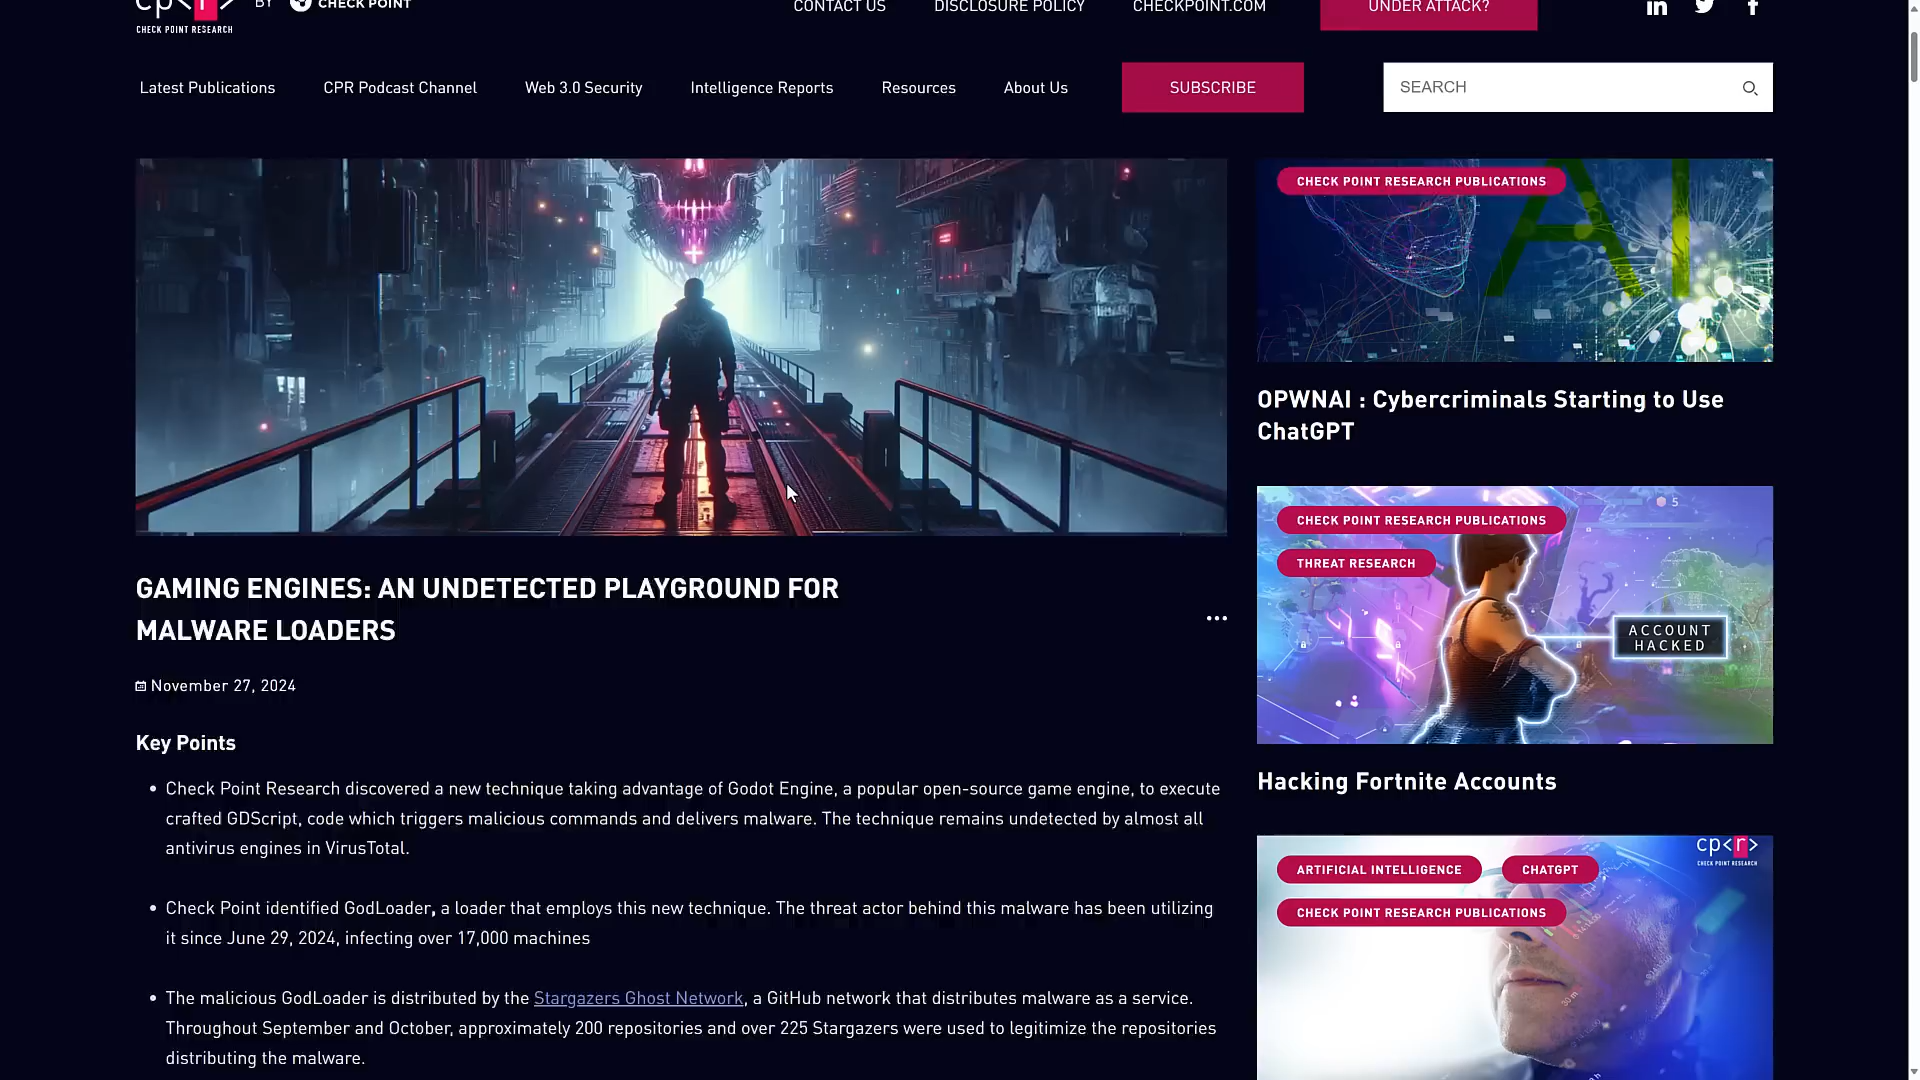 cp<r> BY CHECK POINT
CHECK POINT RESEARCH
CONTACT US DISCLOSURE POLICY CHECKPOINT.COM UNDER ATTACK?
Latest Publications CPR Podcast Channel Web 3.0 Security Intelligence Reports Resources About Us SUBSCRIBE SEARCH
GAMING ENGINES: AN UNDETECTED PLAYGROUND FOR
MALWARE LOADERS
November 27, 2024
Key Points
• Check Point Research discovered a new technique taking advantage of Godot Engine, a popular open-source game engine, to execute
crafted GDScript, code which triggers malicious commands and delivers malware. The technique remains undetected by almost all
antivirus engines in VirusTotal.
• Check Point identified GodLoader, a loader that employs this new technique. The threat actor behind this malware has been utilizing
it since June 29, 2024, infecting over 17,000 machines
• The malicious GodLoader is distributed by the Stargazers Ghost Network, a GitHub network that distributes malware as a service.
Throughout September and October, approximately 200 repositories and over 225 Stargazers were used to legitimize the repositories
distributing the malware.
CHECK POINT RESEARCH PUBLICATIONS
AI
OPWNAI : Cybercriminals Starting to Use
ChatGPT
5
CHECK POINT RESEARCH PUBLICATIONS
THREAT RESEARCH
ACCOUNT
HACKED
Hacking Fortnite Accounts
cp<r>
CHECK POINT RESEARCH
ARTIFICIAL INTELLIGENCE CHATGPT
CHECK POINT RESEARCH PUBLICATIONS